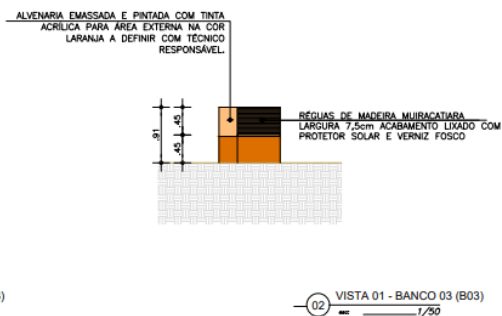 ALVENARIA EMASSADA E PINTADA COM TINTA
ACRÍLICA PARA ÁREA EXTERNA NA COR
LARANJA A DEFINIR COM TÉCNICO
RESPONSÁVEL.
RÉGUAS DE MADEIRA MUIRACATIARA
LARGURA 7,5cm ACABAMENTO LIXADO COM
PROTETOR SOLAR E VERNIZ FOSCO
.91
.45
.45
)
02
VISTA 01 - BANCO 03 (B03)
esc: 1/50